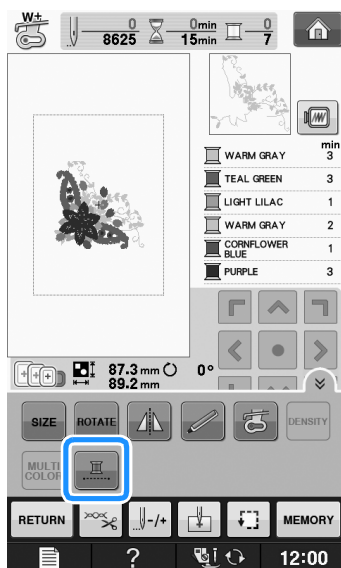 W±
0
8625
0min
15min
0
7
min
WARM GRAY 3
TEAL GREEN 3
LIGHT LILAC 1
WARM GRAY 2
CORNFLOWER
BLUE 1
PURPLE 3
87.3 mm 0°
89.2 mm
SIZE ROTATE DENSITY
MULTI
COLOR
RETURN -/+ MEMORY
? 12:00